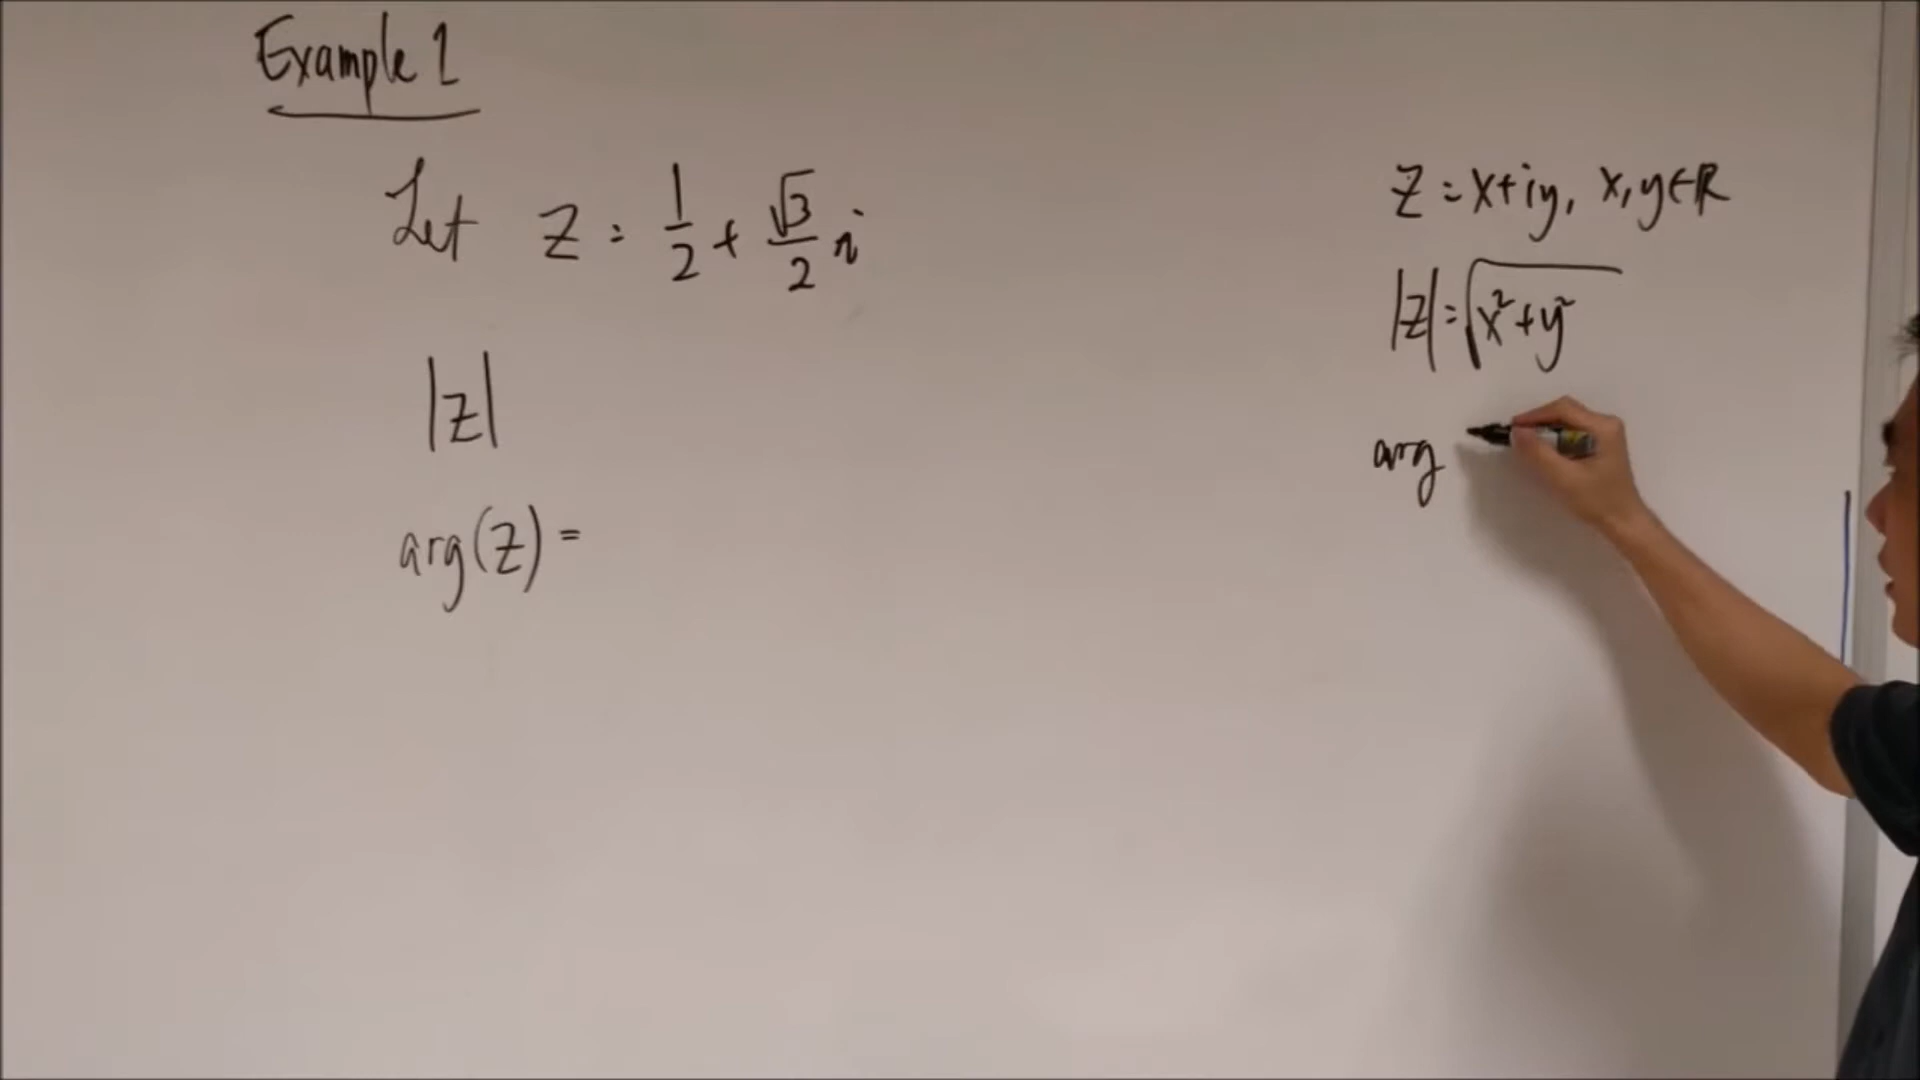 Example 1
Let z = 1/2 + √3/2 i
|z|
arg(z) =
z = x+iy, x,y∈R
|z| = √x²+y²
arg